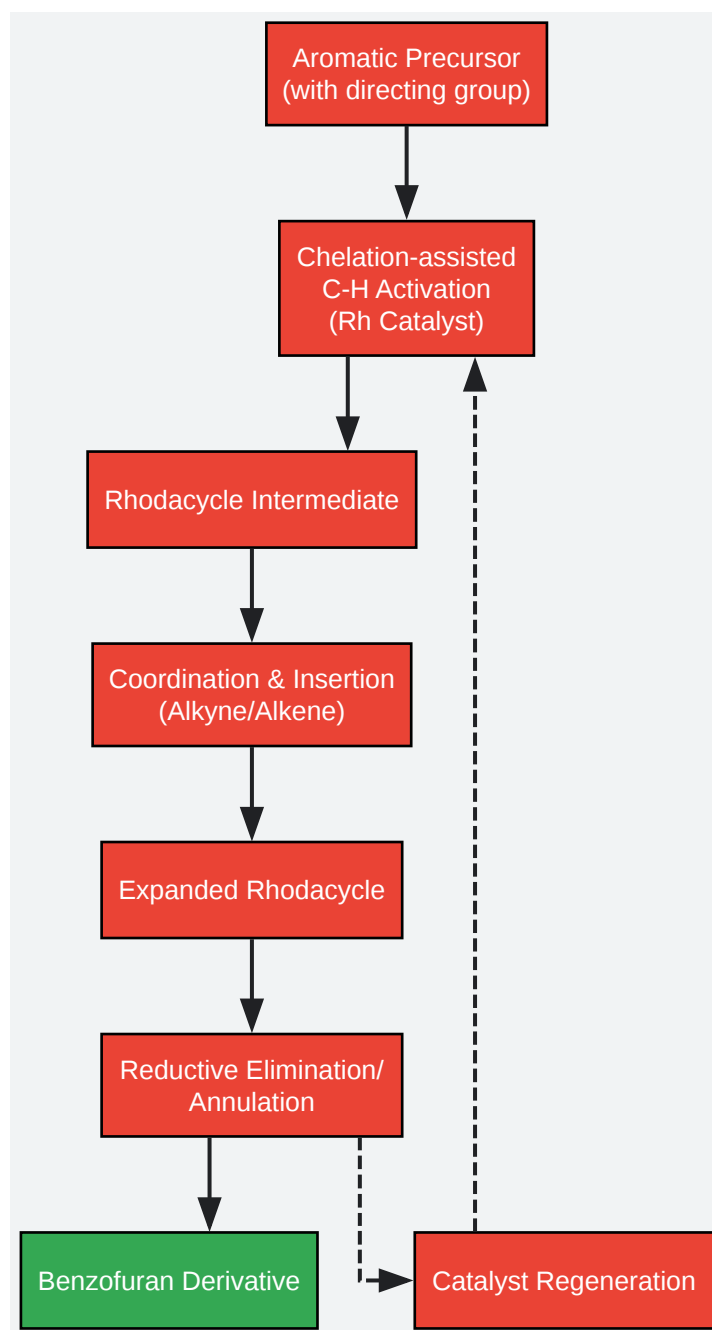 Aromatic Precursor
(with directing group)
Chelation-assisted
C-H Activation
(Rh Catalyst)
Rhodacycle Intermediate
Coordination & Insertion
(Alkyne/Alkene)
Expanded Rhodacycle
Reductive Elimination/
Annulation
Benzofuran Derivative
Catalyst Regeneration